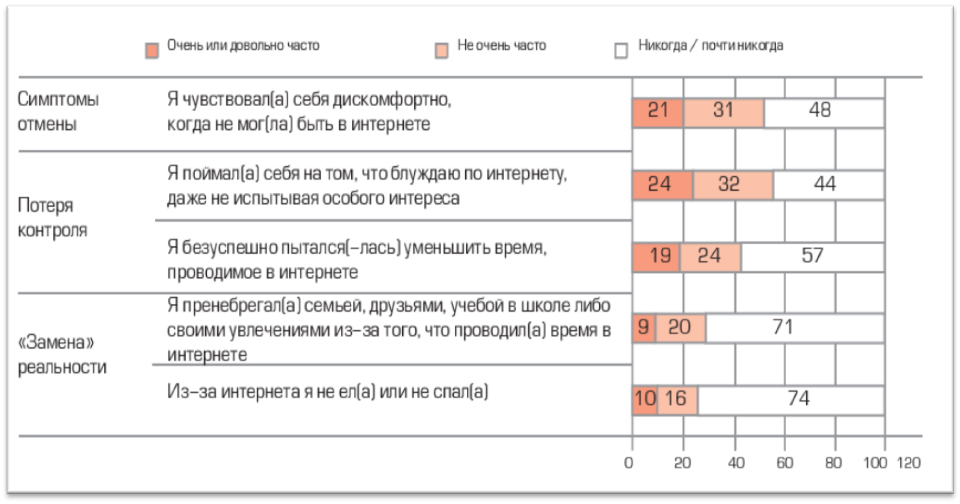 Очень или довольно часто
Не очень часто
Никогда / почти никогда
Симптомы
отмены
Я чувствовал(а) себя дискомфортно,
когда не мог(ла) быть в интернете
21 31 48
Потеря
контроля
Я поймал(а) себя на том, что блуждаю по интернету,
даже не испытывая особого интереса
24 32 44
Я безуспешно пытался(–лась) уменьшить время,
проводимое в интернете
19 24 57
«Замена»
реальности
Я пренебрегал(а) семьей, друзьями, учебой в школе либо
своими увлечениями из–за того, что проводил(а) время в
интернете
9 20 71
Из–за интернета я не ел(а) или не спал(а)
10 16 74
0 20 40 60 80 100 120